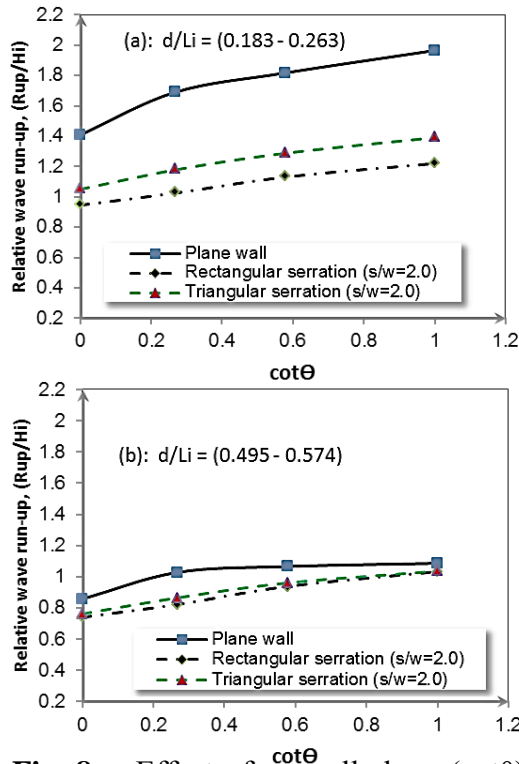 Relative wave run-up, (Rup/Hi)
2.2
2
1.8
1.6
1.4
1.2
1
0.8
0.6
0.4
0.2
(a): d/Li = (0.183 - 0.263)
Plane wall
Rectangular serration (s/w=2.0)
Triangular serration (s/w=2.0)
0 0.2 0.4 0.6 0.8 1 1.2
cotΘ
Relative wave run-up, (Rup/Hi)
2.2
2
1.8
1.6
1.4
1.2
1
0.8
0.6
0.4
0.2
(b): d/Li = (0.495 - 0.574)
Plane wall
Rectangular serration (s/w=2.0)
Triangular serration (s/w=2.0)
0 0.2 0.4 0.6 0.8 1 1.2
cotΘ